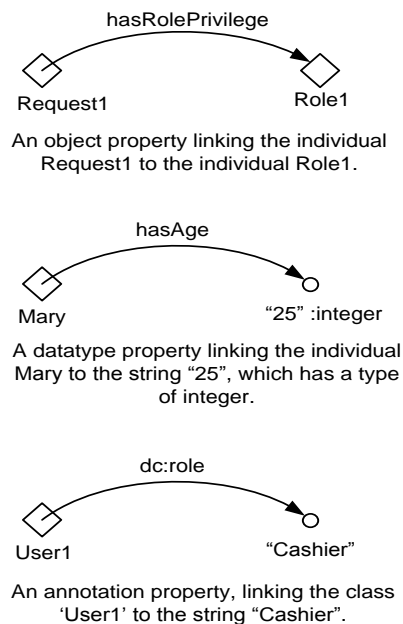 hasRolePrivilege
Request1
Role1
An object property linking the individual
Request1 to the individual Role1.
hasAge
Mary
“25” :integer
A datatype property linking the individual
Mary to the string “25”, which has a type
of integer.
dc:role
User1
“Cashier”
An annotation property, linking the class
‘User1’ to the string “Cashier”.